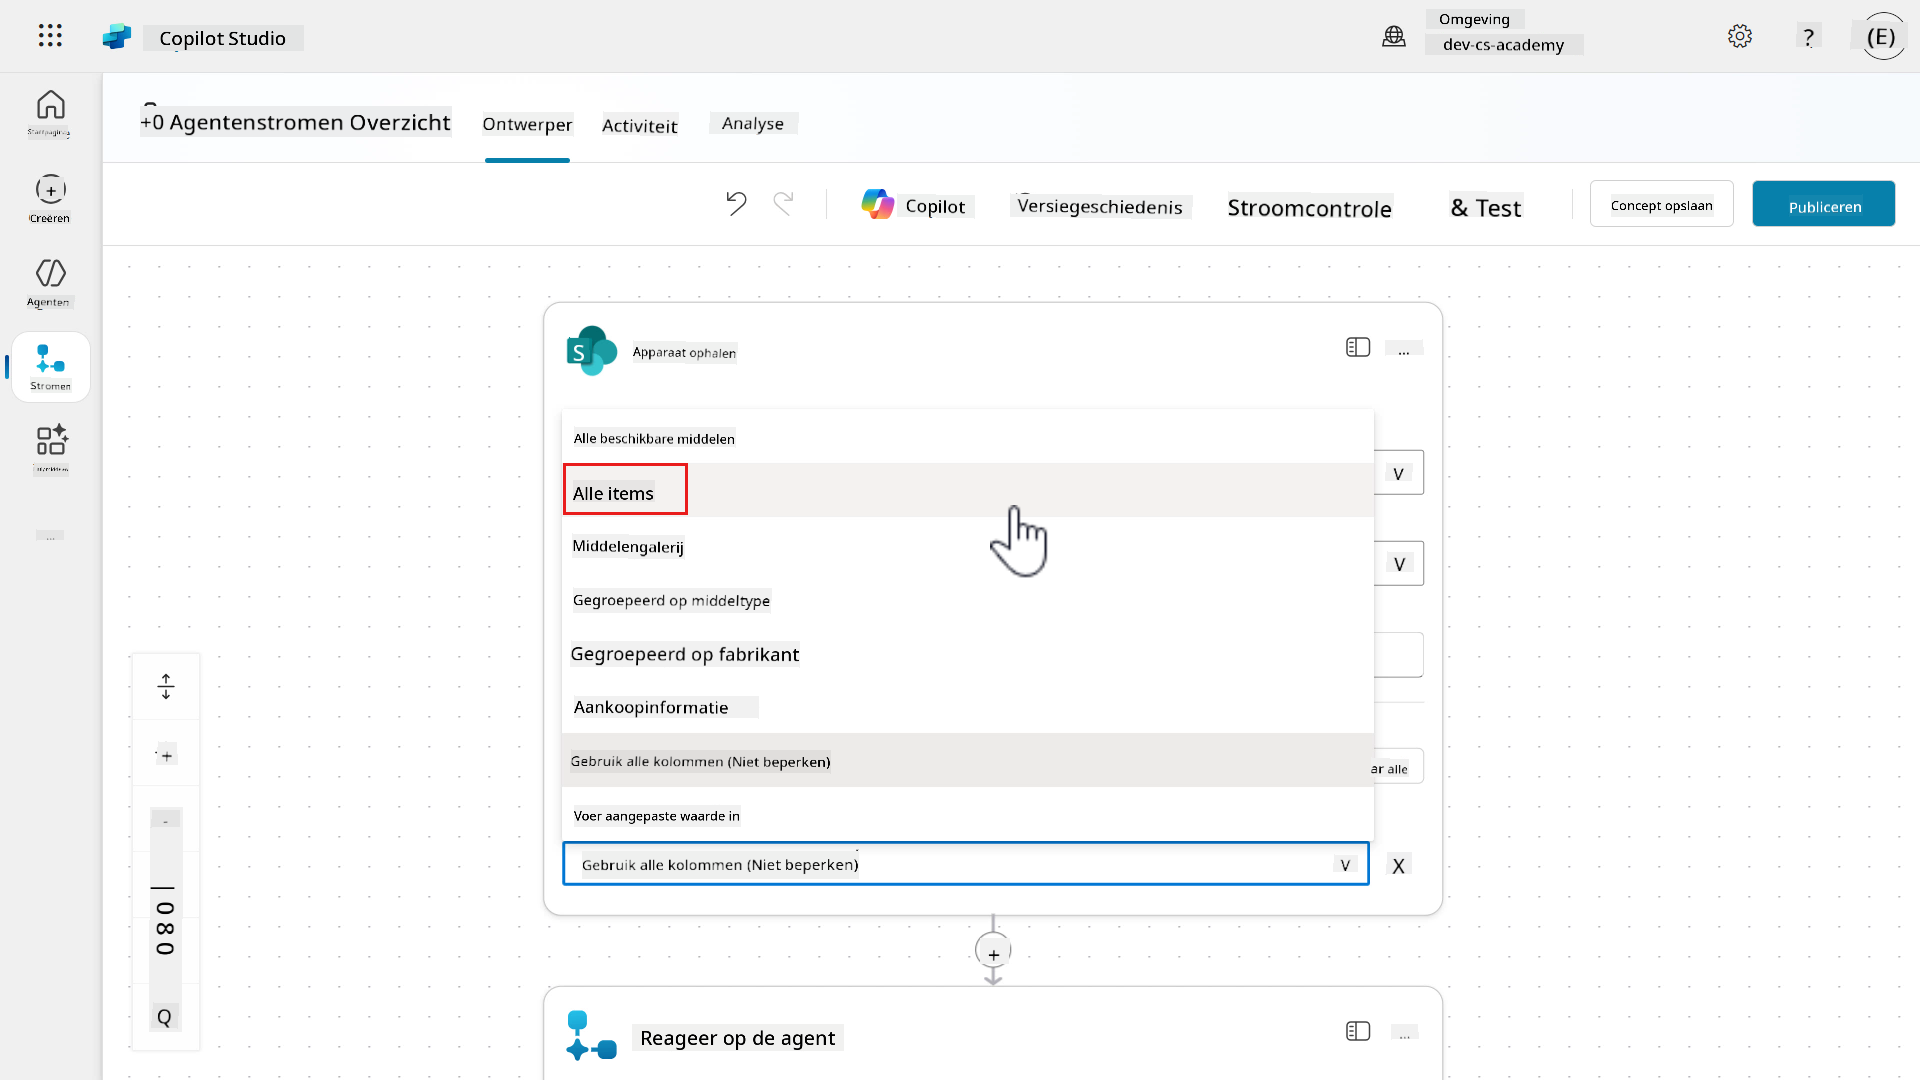 Copilot Studio
Omgeving
dev-cs-academy
?
(E)
+0 Agentenstromen Overzicht
Ontwerper
Activiteit
Analyse
Copilot
Versiegeschiedenis
Stroomcontrole
& Test
Concept opslaan
Publiceren
Creëren
Agenten
Stromen
...
S
Apparaat ophalen
...
Alle beschikbare middelen
Alle items
V
Middelengalerij
V
Gegroepeerd op middeltype
Gegroepeerd op fabrikant
Aankoopinformatie
Gebruik alle kolommen (Niet beperken)
ar alle
Voer aangepaste waarde in
Gebruik alle kolommen (Niet beperken)
V
X
+
-
| 080
Q
+
Reageer op de agent
...